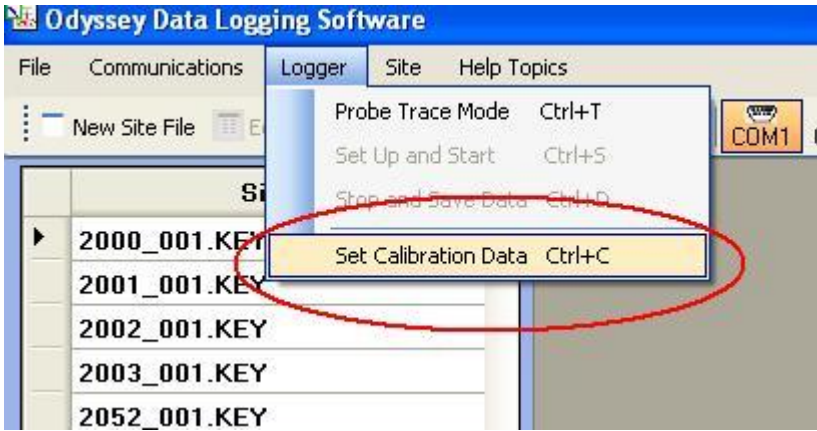 Odyssey Data Logging Software
File Communications Logger Site Help Topics
New Site File
Probe Trace Mode Ctrl+T
COM1
Set Up and Start Ctrl+S
Stop and Save Data Ctrl+D
Set Calibration Data Ctrl+C
2000_001.KEY
2001_001.KEY
2002_001.KEY
2003_001.KEY
2052_001.KEY